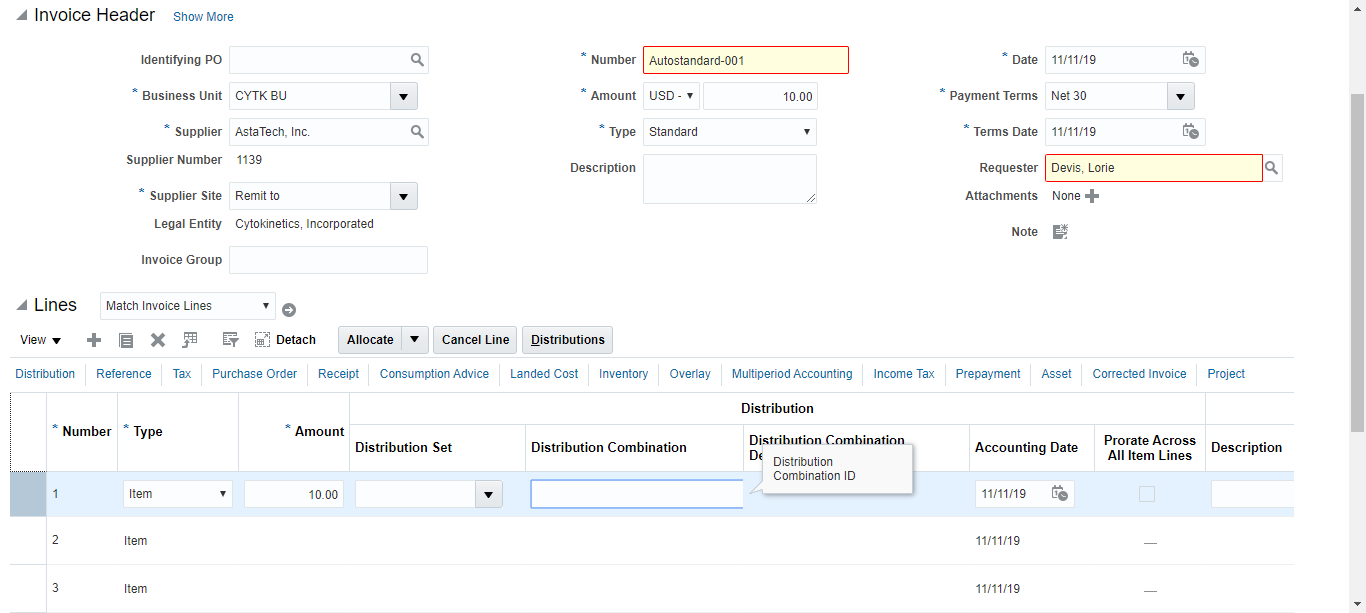 Invoice Header Show More
Identifying PO
* Number Autostandard-001
* Date 11/11/19
* Business Unit CYTK BU
* Amount USD - 10.00
* Payment Terms Net 30
* Supplier AstaTech, Inc.
* Type Standard
* Terms Date 11/11/19
Supplier Number 1139
Description
Requester Devis, Lorie
* Supplier Site Remit to
Attachments None
Legal Entity Cytokinetics, Incorporated
Note
Invoice Group
Lines Match Invoice Lines
View Detach Allocate Cancel Line Distributions
Distribution Reference Tax Purchase Order Receipt Consumption Advice Landed Cost Inventory Overlay Multiperiod Accounting Income Tax Prepayment Asset Corrected Invoice Project
Distribution
* Number * Type * Amount Distribution Set Distribution Combination Distribution Combination Accounting Date Prorate Across All Item Lines Description
Distribution
Combination ID
1 Item 10.00 11/11/19
2 Item 11/11/19 —
3 Item 11/11/19 —